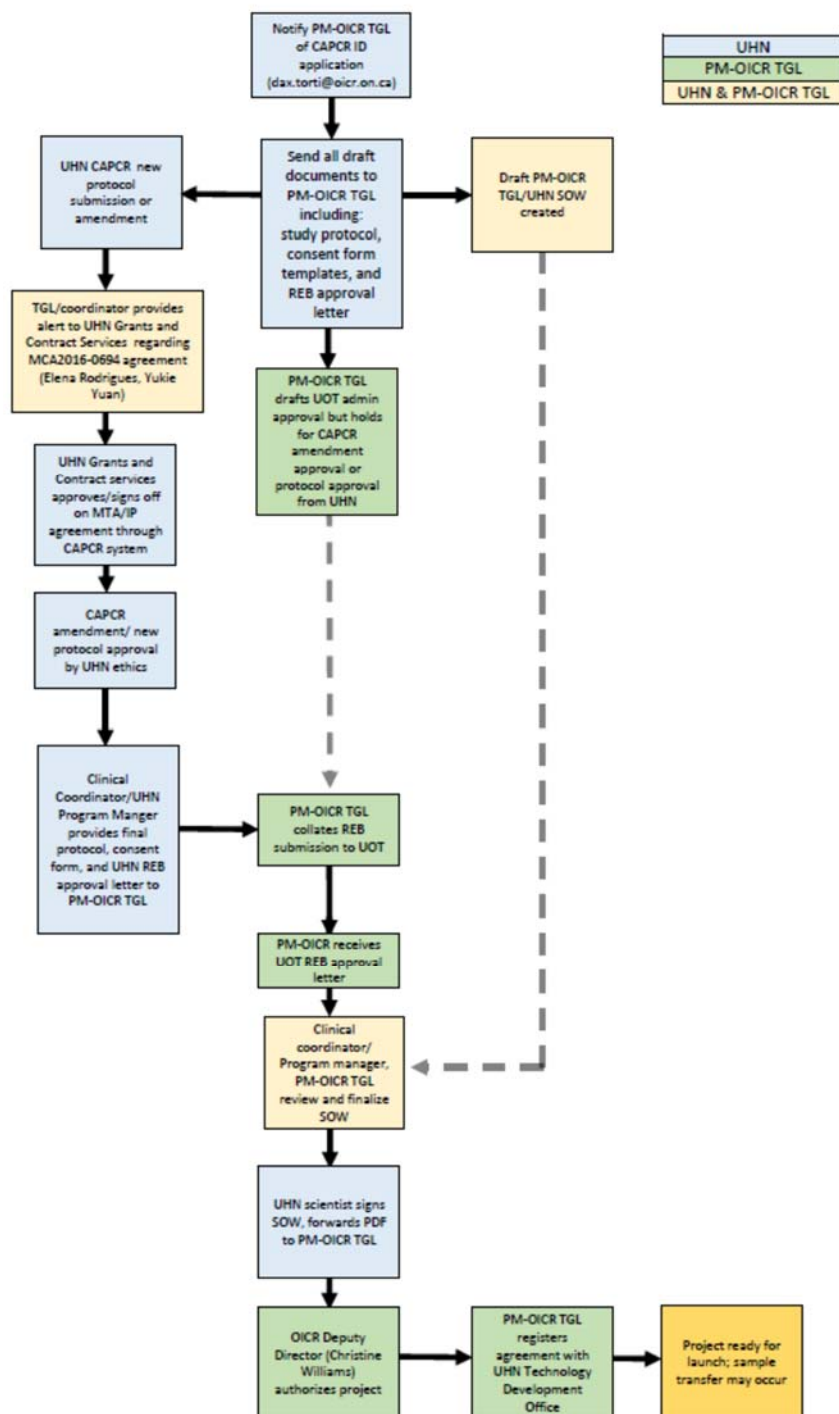 Notify PM-OICR TGL
of CAPCR ID
application
(dax.torti@oicr.on.ca)
UHN
PM-OICR TGL
UHN & PM-OICR TGL
UHN CAPCR new
protocol
submission or
amendment
Send all draft
documents to
PM-OICR TGL
including:
study protocol,
consent form
templates, and
REB approval
letter
Draft PM-OICR
TGL/UHN SOW
created
TGL/coordinator provides
alert to UHN Grants and
Contract Services regarding
MCA2016-0694 agreement
(Elena Rodrigues, Yukie
Yuan)
PM-OICR TGL
drafts UOT admin
approval but holds
for CAPCR
amendment
approval or
protocol approval
from UHN
UHN Grants and
Contract services
approves/signs off
on MTA/IP
agreement through
CAPCR system
CAPCR
amendment/ new
protocol approval
by UHN ethics
Clinical
Coordinator/UHN
Program Manger
provides final
protocol, consent
form, and UHN REB
approval letter to
PM-OICR TGL
PM-OICR TGL
collates REB
submission to UOT
PM-OICR receives
UOT REB approval
letter
Clinical
coordinator/
Program manager,
PM-OICR TGL
review and finalize
SOW
UHN scientist signs
SOW, forwards PDF
to PM-OICR TGL
OICR Deputy
Director (Christine
Williams)
authorizes project
PM-OICR TGL
registers
agreement with
UHN Technology
Development
Office
Project ready for
launch; sample
transfer may occur